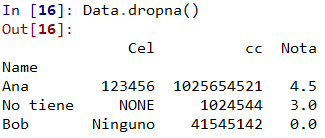 In [16]: Data.dropna()
Out[16]:
Cel cc Nota
Name
Ana 123456 1025654521 4.5
No tiene NONE 1024544 3.0
Bob Ninguno 41545142 0.0